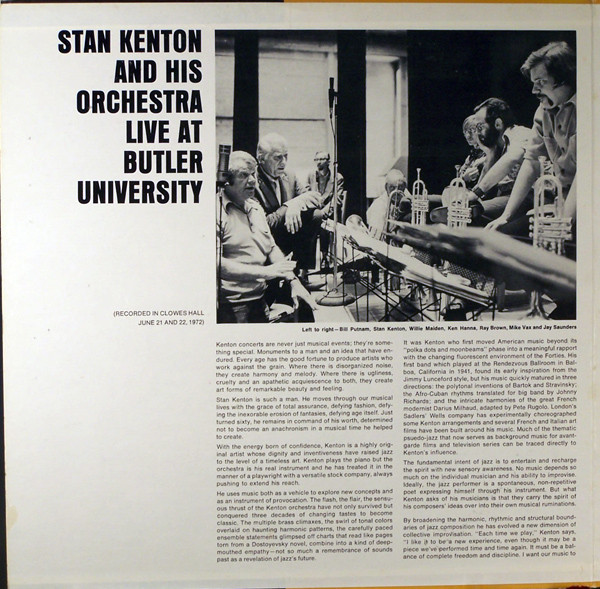 STAN KENTON
AND HIS
ORCHESTRA
LIVE AT
BUTLER
UNIVERSITY
(RECORDED IN CLOWES HALL
JUNE 21 AND 22, 1972)
Left to right – Bill Putnam, Stan Kenton, Willie Maiden, Ken Hanna, Ray Brown, Mike Vax and Jay Saunders
Kenton concerts are never just musical events; they're some-
thing special. Monuments to a man and an idea that have en-
dured. Every age has the good fortune to produce artists who
work against the grain. Where there is disorganized noise,
they create harmony and melody. Where there is ugliness,
cruelty and an apathetic acquiescence to both, they create
art forms of remarkable beauty and feeling.
Stan Kenton is such a man. He moves through our musical
lives with the grace of total assurance, defying fashion, defy-
ing the inexorable erosion of fantasies, defying age itself. Just
turned sixty, he remains in command of his worth, determined
not to become an anachronism in a musical time he helped
to create.
With the energy born of confidence, Kenton is a highly orig-
inal artist whose dignity and inventiveness have raised jazz
to the level of a timeless art. Kenton plays the piano but the
orchestra is his real instrument and he has treated it in the
manner of a playwright with a versatile stock company, always
pushing to extend his reach.
He uses music both as a vehicle to explore new concepts and
as an instrument of provocation. The flash, the flair, the sensu-
ous thrust of the Kenton orchestra have not only survived but
conquered three decades of changing tastes to become
classic. The multiple brass climaxes, the swirl of tonal colors
overlaid on haunting harmonic patterns, the carefully paced
ensemble statements glimpsed off charts that read like pages
torn from a Dostoyevsky novel, combine into a kind of deep-
mouthed empathy—not so much a remembrance of sounds
past as a revelation of jazz's future.
It was Kenton who first moved American music beyond its
"polka dots and moonbeams" phase into a meaningful rapport
with the changing fluorescent environment of the Forties. His
first band which played at the Rendezvous Ballroom in Bal-
boa, California in 1941, found its early inspiration from the
Jimmy Lunceford style, but his music quickly matured in three
directions: the polytonal inventions of Bartok and Stravinsky;
the Afro-Cuban rhythms translated for big band by Johnny
Richards; and the intricate harmonies of the great French
modernist Darius Milhaud, adapted by Pete Rugolo. London's
Sadlers' Wells company has experimentally choreographed
some Kenton arrangements and several French and Italian art
films have been built around his music. Much of the thematic
psuedo-jazz that now serves as background music for avant-
garde films and television series can be traced directly to
Kenton's influence.
The fundamental intent of jazz is to entertain and recharge
the spirit with new sensory awareness. No music depends so
much on the individual musician and his ability to improvise.
Ideally, the jazz performer is a spontaneous, non-repetitive
poet expressing himself through his instrument. But what
Kenton asks of his musicians is that they carry the spirit of
his composers' ideas over into their own musical ruminations.
By broadening the harmonic, rhythmic and structural bound-
aries of jazz composition he has evolved a new dimension of
collective improvisation. "Each time we play," Kenton says,
"I like it to be a new experience, even though it may be a
piece we've performed time and time again. It must be a bal-
ance of complete freedom and discipline. I want our music to